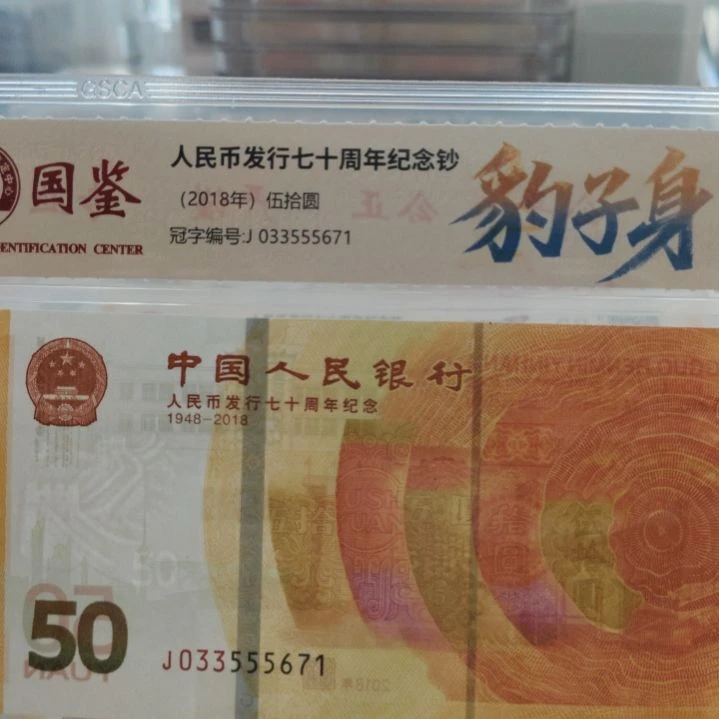 GSCA
国鉴
ENTIFICATION CENTER
人民币发行七十周年纪念钞
(2018年) 伍拾圆
冠字编号:J 033555671
豹子身
中国人民银行
人民币发行七十周年纪念
1948-2018
50
50
J033555671